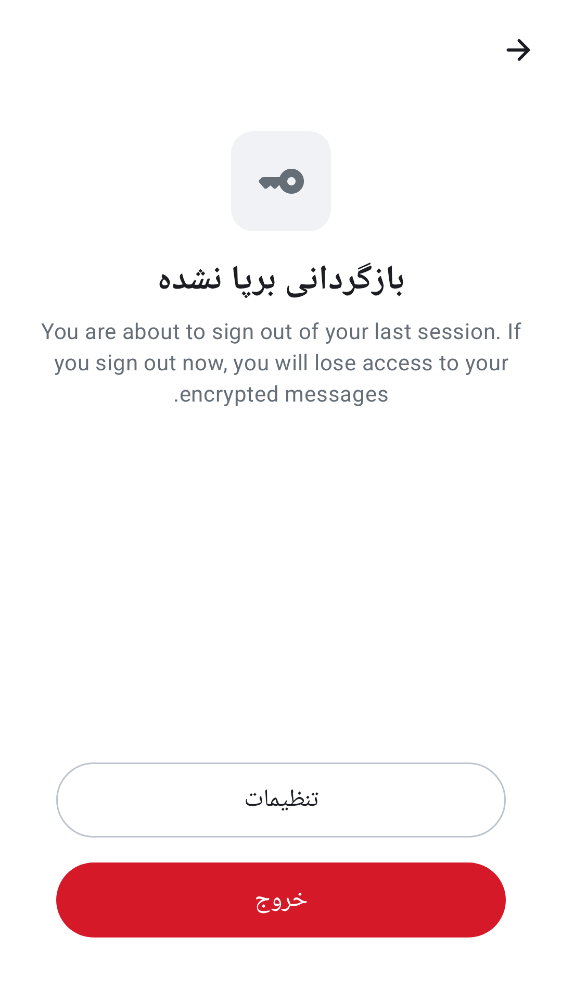 بازگردانی برپا نشده
You are about to sign out of your last session. If
you sign out now, you will lose access to your
encrypted messages.
تنظیمات
خروج